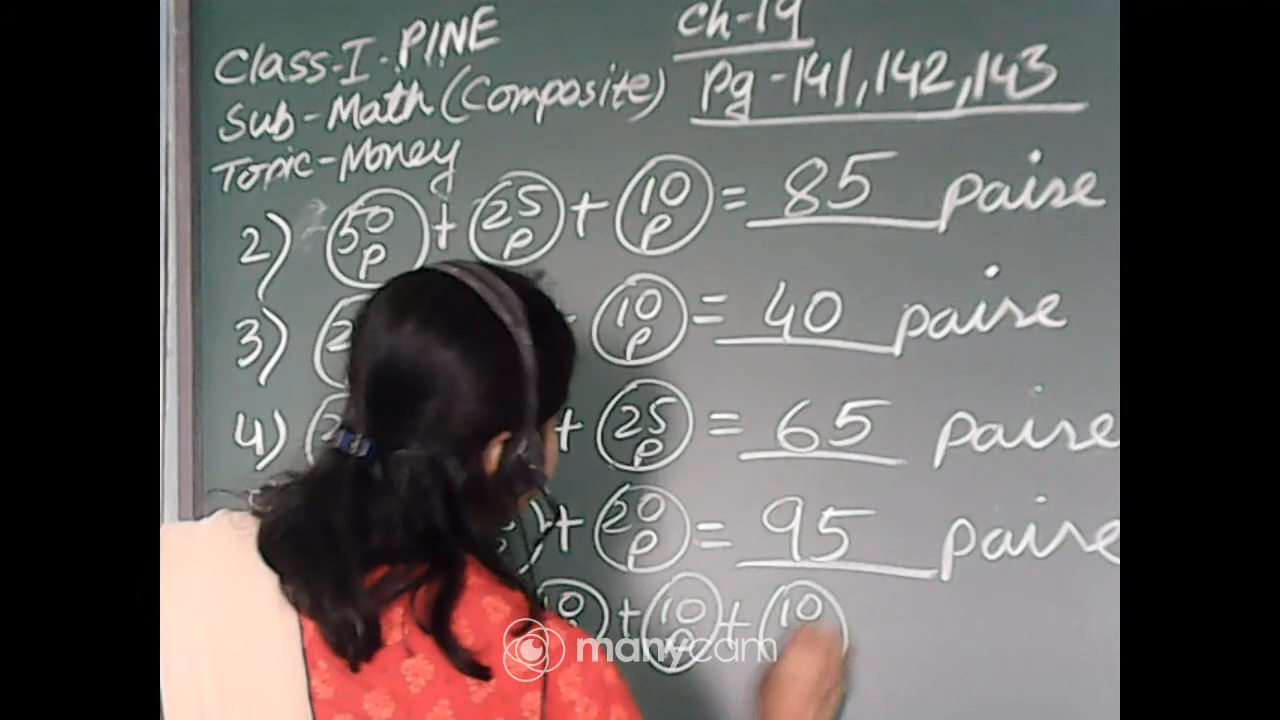 Class-I-PINE
Ch-19
Sub-Math (Composite)
Pg-141,142,143
Topic-Money
2) 50 P + 25 P + 10 P = 85 paise
3) 10 P = 40 paise
4) + 25 P = 65 paise
+ 20 P = 95 paise
10 + 10 P + 10
manycam